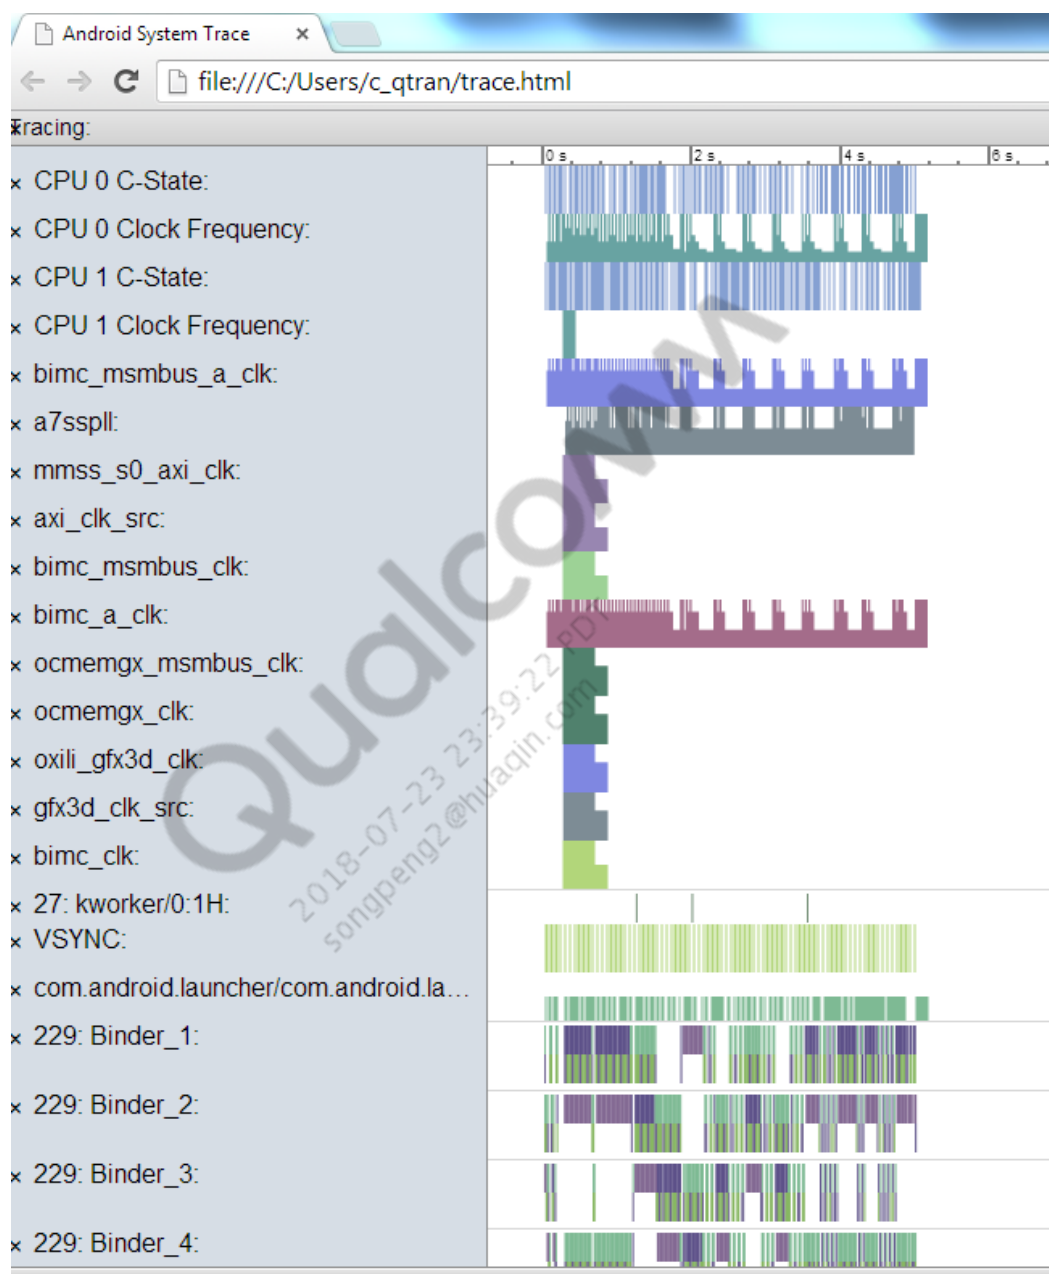 Android System Trace
file:///C:/Users/c_qtran/trace.html
Tracing:
0 s 2 s 4 s 6 s
CPU 0 C-State:
CPU 0 Clock Frequency:
CPU 1 C-State:
CPU 1 Clock Frequency:
bimc_msmbus_a_clk:
a7sspll:
mmss_s0_axi_clk:
axi_clk_src:
bimc_msmbus_clk:
bimc_a_clk:
ocmemgx_msmbus_clk:
ocmemgx_clk:
oxili_gfx3d_clk:
gfx3d_clk_src:
bimc_clk:
27: kworker/0:1H:
VSYNC:
com.android.launcher/com.android.la...
229: Binder_1:
229: Binder_2:
229: Binder_3:
229: Binder_4:
Qualcomm
2018-07-23 23:39:22 PDT
songpeng2@huaqin.com